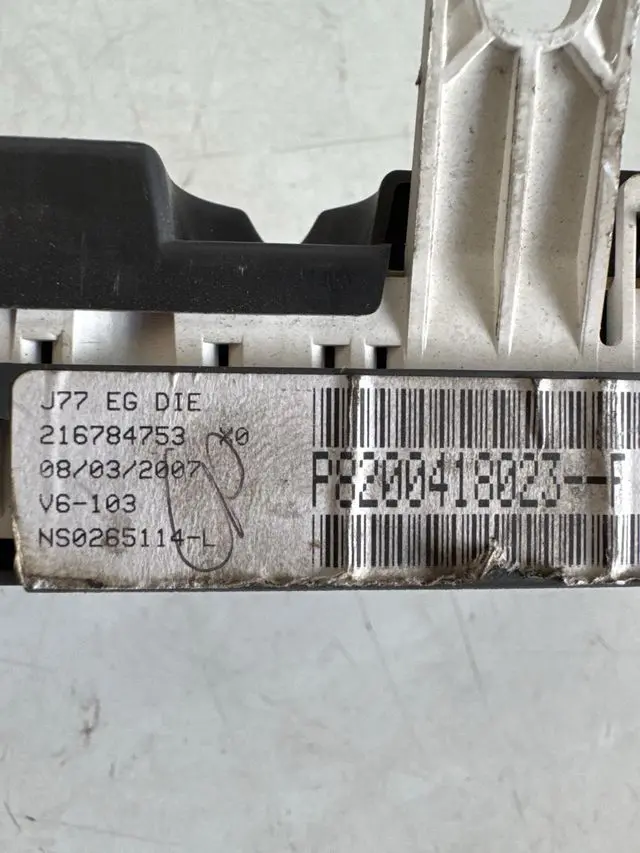 J77 EG DIE
216784753 X0
08/03/2007
V6-103
NS0265114-L
P8200418023--F